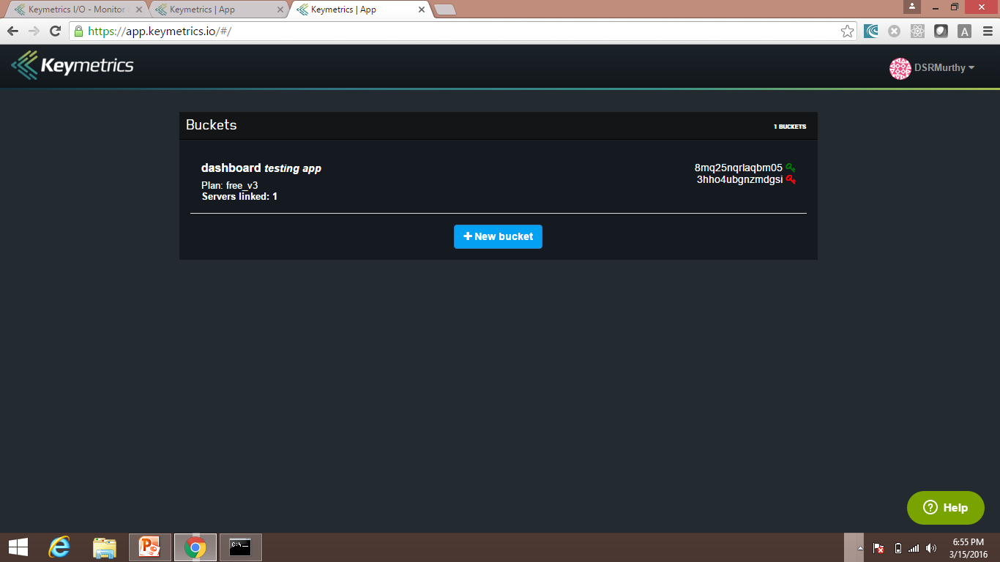 Keymetrics I/O - Monitor
Keymetrics | App
Keymetrics | App
https://app.keymetrics.io/#/
Keymetrics
DSRMurthy
Buckets
1 BUCKETS
dashboard testing app
8mq25nqrlaqbm05
Plan: free_v3
3hho4ubgnzmdgsi
Servers linked: 1
New bucket
? Help
A
C:\_
6:55 PM
3/15/2016